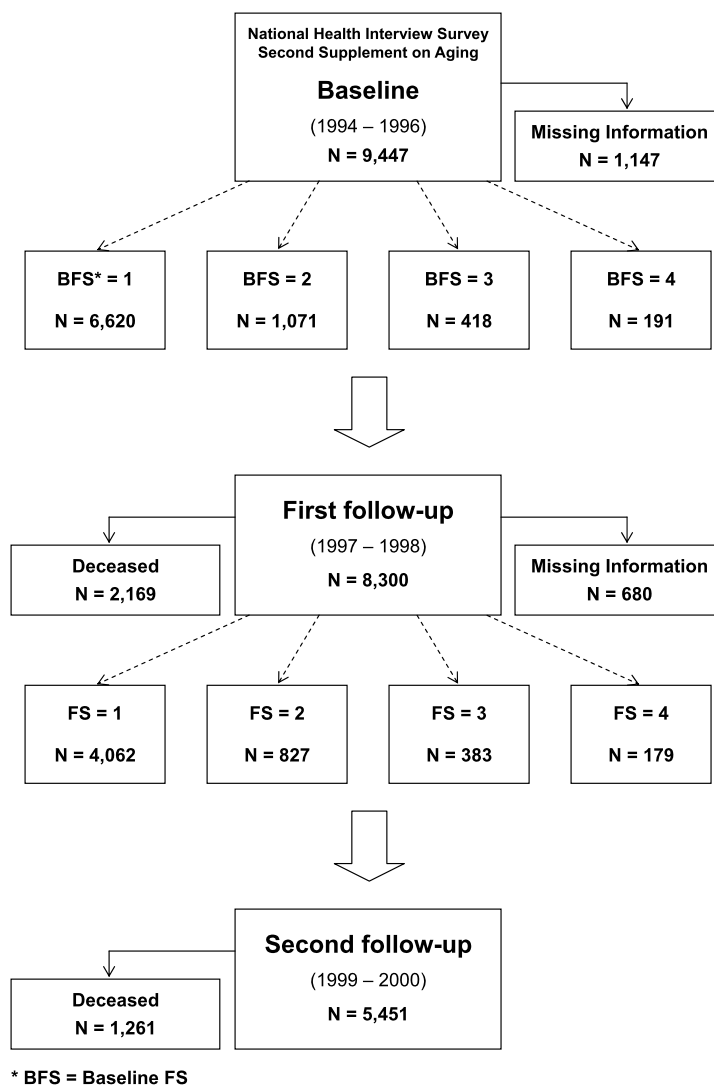 National Health Interview Survey
Second Supplement on Aging
Baseline
(1994 – 1996)
N = 9,447
Missing Information
N = 1,147
BFS* = 1
N = 6,620
BFS = 2
N = 1,071
BFS = 3
N = 418
BFS = 4
N = 191
First follow-up
(1997 – 1998)
N = 8,300
Deceased
N = 2,169
Missing Information
N = 680
FS = 1
N = 4,062
FS = 2
N = 827
FS = 3
N = 383
FS = 4
N = 179
Second follow-up
(1999 – 2000)
N = 5,451
Deceased
N = 1,261
* BFS = Baseline FS